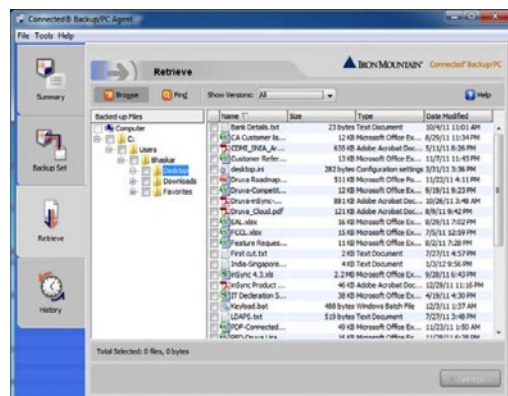 Connected® Backup/PC Agent
File Tools Help
Summary
Backup Set
Retrieve
History
Retrieve
IRON MOUNTAIN® Connected® Backup/PC
Browse Find Show Versions: All Help
Backed-up Files
Computer
C:
Users
Bhaskar
Desktop
Downloads
Favorites
Name Size Type Date Modified
Bank Details.txt 23 bytes Text Document 10/4/11 11:01 AM
CA Customer lis... 8/29/11 11:34 PM
CDMI_SNIA_Ar... 635 KB Adobe Acrobat Doc... 5/11/11 8:26 PM
Customer Refer... 13 KB Microsoft Office Ex... 11/7/11 11:43 PM
desktop.ini 282 bytes Configuration settings 3/31/11 3:36 PM
Druva Roadmap... 511 KB Microsoft Office Po... 11/22/11 4:11 PM
Druva-Competit... 12 KB Microsoft Office Ex... 9/19/11 9:23 PM
Druva-inSync-... 881 KB Adobe Acrobat Doc... 10/26/11 3:48 AM
Druva_Cloud.pdf 121 KB Adobe Acrobat Doc... 8/9/11 9:42 PM
EAL.xlsx 16 KB Microsoft Office Ex... 8/29/11 7:02 PM
FCCL.xlsx 15 KB Microsoft Office Ex... 7/5/11 12:59 PM
Feature Reques... 11 KB Microsoft Office Ex... 8/2/11 7:28 PM
First cut.txt 2 KB Text Document 7/27/11 4:57 PM
India-Singapore... 4 KB Text Document 1/3/12 9:56 PM
inSync 4.3.xls 2.2 MB Microsoft Office Ex... 9/28/11 6:43 PM
inSync Product ... 46 KB Adobe Acrobat Doc... 12/29/11 11:16 PM
IT Decleration S... 38 KB Microsoft Office Ex... 4/19/11 4:30 PM
Keyload.bat 488 bytes Windows Batch File 12/3/11 1:37 AM
LDAPS.txt 519 bytes Text Document 7/27/11 3:48 PM
PDF-Connected... 49 KB Microsoft Office Ex... 11/23/11 1:50 AM
Total Selected: 0 files, 0 bytes